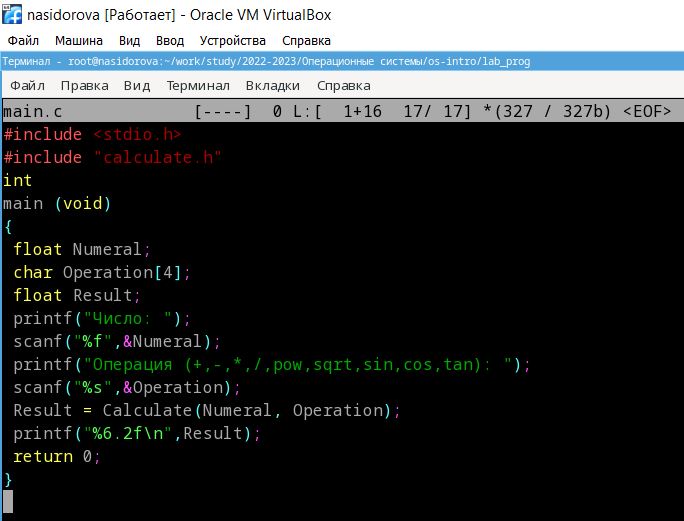 nasidorova [Работает] - Oracle VM VirtualBox
Файл Машина Вид Ввод Устройства Справка
Терминал - root@nasidorova:~/work/study/2022-2023/Операционные системы/os-intro/lab_prog
Файл Правка Вид Терминал Вкладки Справка
main.c [----] 0 L:[ 1+16 17/ 17] *(327 / 327b) <EOF>
#include <stdio.h>
#include "calculate.h"
int
main (void)
{
float Numeral;
char Operation[4];
float Result;
printf("Число: ");
scanf("%f",&Numeral);
printf("Операция (+,-,*,/,pow,sqrt,sin,cos,tan): ");
scanf("%s",&Operation);
Result = Calculate(Numeral, Operation);
printf("%6.2f\n",Result);
return 0;
}